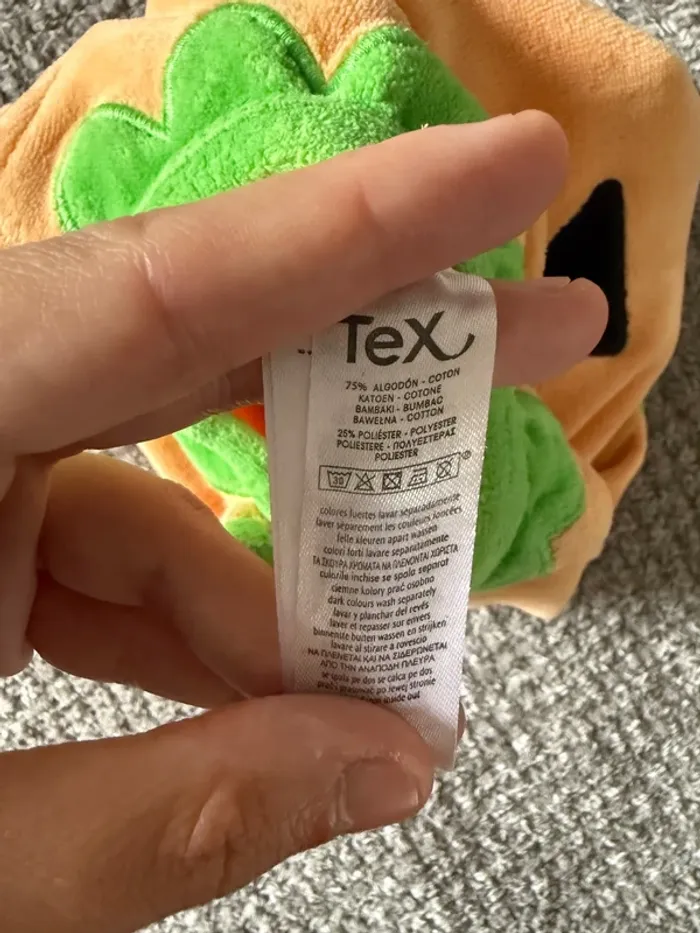 TeX
75% ALGODÓN - COTON
KATOEN - COTONE
BAMBAKI - BUMBAC
BAWEŁNA - COTTON
25% POLIÉSTER - POLYESTER
POLIESTERE - ΠΟΛΥΕΣΤΕΡΑΣ
POLIESTER
30
®
colores fuertes lavar separadamente
laver séparement les couleurs foncées
felle kleuren apart wassen
colori forti lavare separatamente
ΤΑ ΣΚΟΥΡΑ ΧΡΩΜΑΤΑ ΝΑ ΠΛΕΝΟΝΤΑΙ ΧΩΡΙΣΤΑ
culorile inchise se spala separat
ciemne kolory prać osobno
dark colours wash separately
lavar y planchar del revés
laver et repasser sur envers
binnenste buiten wassen en strijken
lavare al stirare a rovescio
ΝΑ ΠΛΕΝΕΤΑΙ ΚΑΙ ΝΑ ΣΙΔΕΡΩΝΕΤΑΙ
ΑΠΟ ΤΗΝ ΑΝΑΠΟΔΗ ΠΛΕΥΡΑ
se spala pe dos se calca pe dos
prać i prasować po lewej stronie
inside out